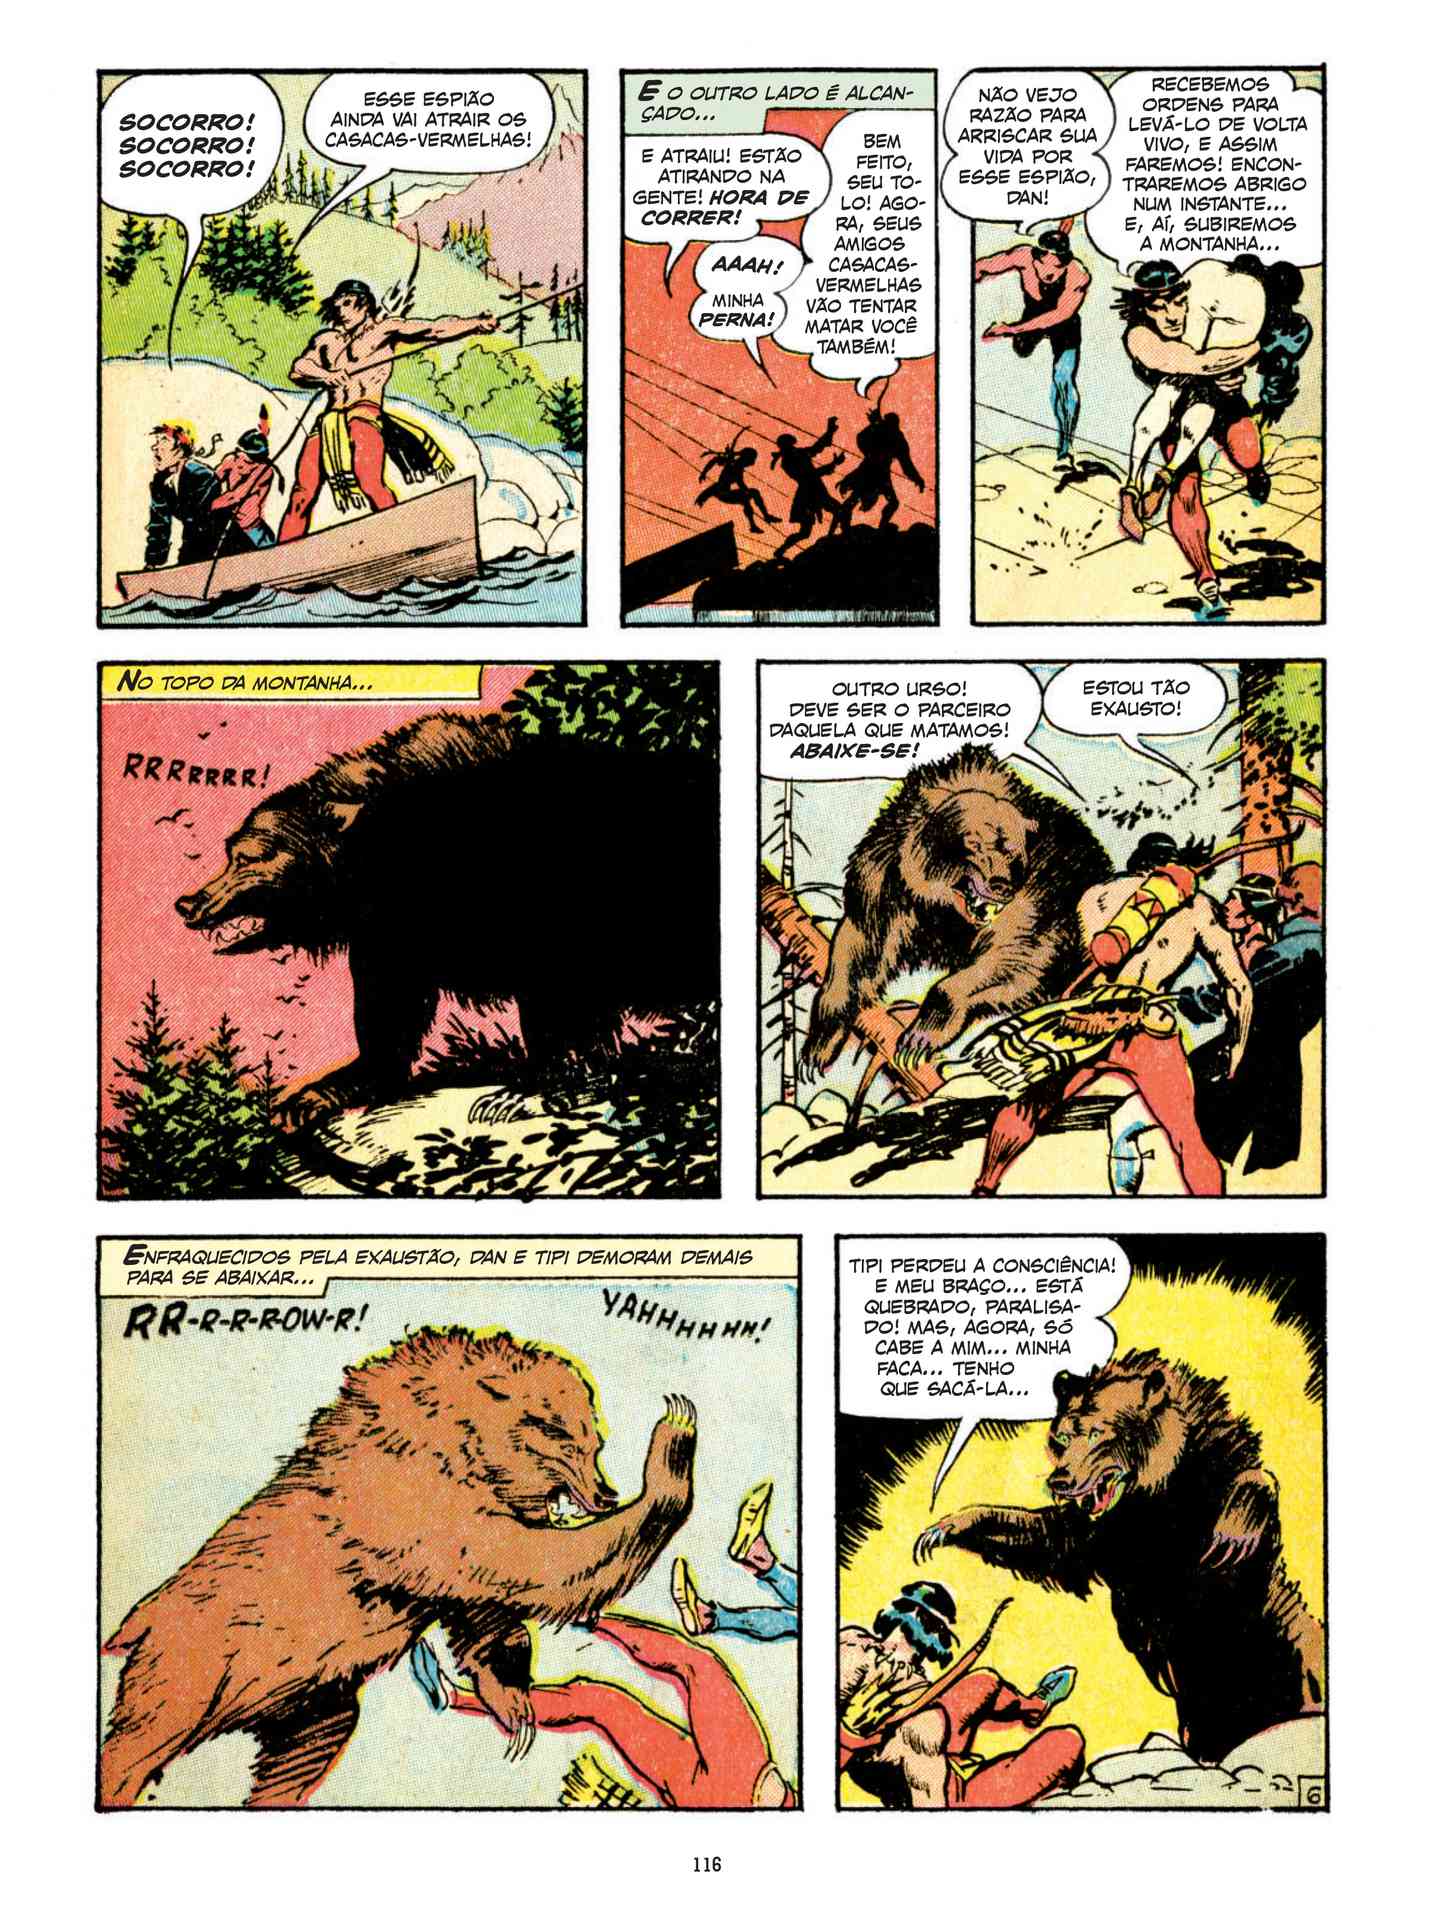 SOCORRO!
SOCORRO!
SOCORRO!
ESSE ESPIÃO
AINDA VAI ATRAIR OS
CASACAS-VERMELHAS!
E O OUTRO LADO É ALCAN-
ÇADO...
E ATRAIU! ESTÃO
ATIRANDO NA
GENTE! HORA DE
CORRER!
AAAH!
MINHA
PERNA!
BEM
FEITO,
SEU TO-
LO! AGO-
RA, SEUS
AMIGOS
CASACAS-
VERMELHAS
VÃO TENTAR
MATAR VOCÊ
TAMBÉM!
NÃO VEJO
RAZÃO PARA
ARRISCAR SUA
VIDA POR
ESSE ESPIÃO,
DAN!
RECEBEMOS
ORDENS PARA
LEVÁ-LO DE VOLTA
VIVO, E ASSIM
FAREMOS! ENCON-
TRAREMOS ABRIGO
NUM INSTANTE...
E, AÍ, SUBIREMOS
A MONTANHA...
NO TOPO DA MONTANHA...
RRRRRRR!
OUTRO URSO!
DEVE SER O PARCEIRO
DAQUELA QUE MATAMOS!
ABAIXE-SE!
ESTOU TÃO
EXAUSTO!
ENFRAQUECIDOS PELA EXAUSTÃO, DAN E TIPI DEMORAM DEMAIS
PARA SE ABAIXAR...
RR-R-R-R-OW-R!
YAHHHHHH!
TIPI PERDEU A CONSCIÊNCIA!
E MEU BRAÇO... ESTÁ
QUEBRADO, PARALISA-
DO! MAS, AGORA, SÓ
CABE A MIM... MINHA
FACA... TENHO
QUE SACÁ-LA...
6
116